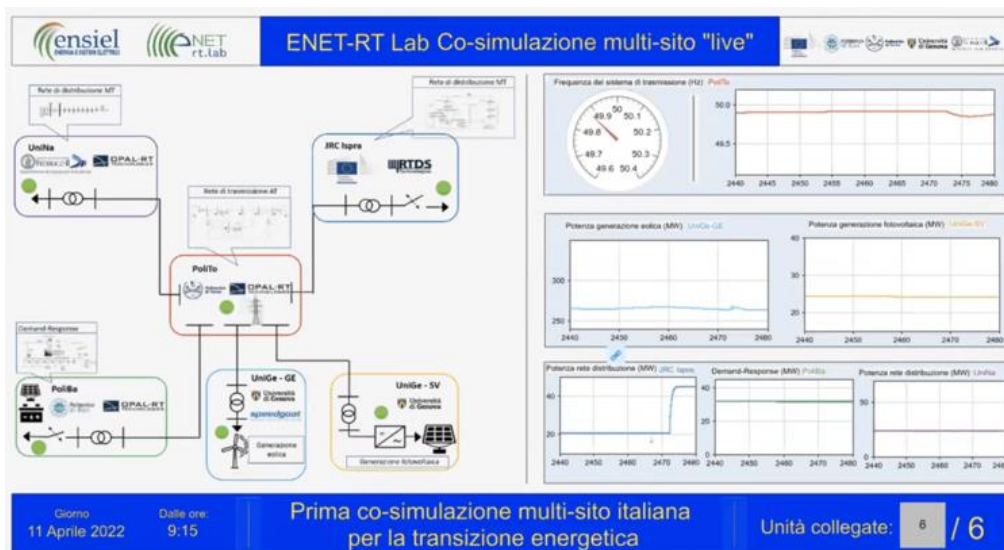 ensiel
ENET
rt.lab
ENET-RT Lab Co-simulazione multi-sito "live"
Università
di Genova
Rete di distribuzione MT
UniNa
OPAL-RT
TECHNOLOGIES
Rete di distribuzione MT
JRC Ispra
RTDS
Technologies
Rete di trasmissione AT
PoliTo
OPAL-RT
Demand-Response
PoliBa
OPAL-RT
UniGe - GE
Università
di Genova
speedgoat
Generazione
eolica
UniGe - SV
Università
di Genova
Generazione fotovoltaica
Frequenza del sistema di trasmissione (Hz) PoliTo
49.6 49.7 49.8 49.9 50 50.1 50.2 50.3 50.4
50.0
49.5
2440 2445 2450 2455 2460 2465 2470 2475 2480
Potenza generazione eolica (MW) UniGe-GE
300
250
2440 2450 2460 2470 2480
Potenza generazione fotovoltaica (MW) UniGe-SV
40
30
20
2440 2450 2460 2470 2480
Potenza rete distribuzione (MW) JRC Ispra
40
20
2440 2450 2460 2470 2480
Demand-Response (MW) PoliBa
40
20
0
2440 2450 2460 2470 2480
Potenza rete distribuzione (MW) UniNa
50
0
2440 2450 2460 2470 2480
Giorno
11 Aprile 2022
Dalle ore:
9:15
Prima co-simulazione multi-sito italiana
per la transizione energetica
Unità collegate: 6 / 6